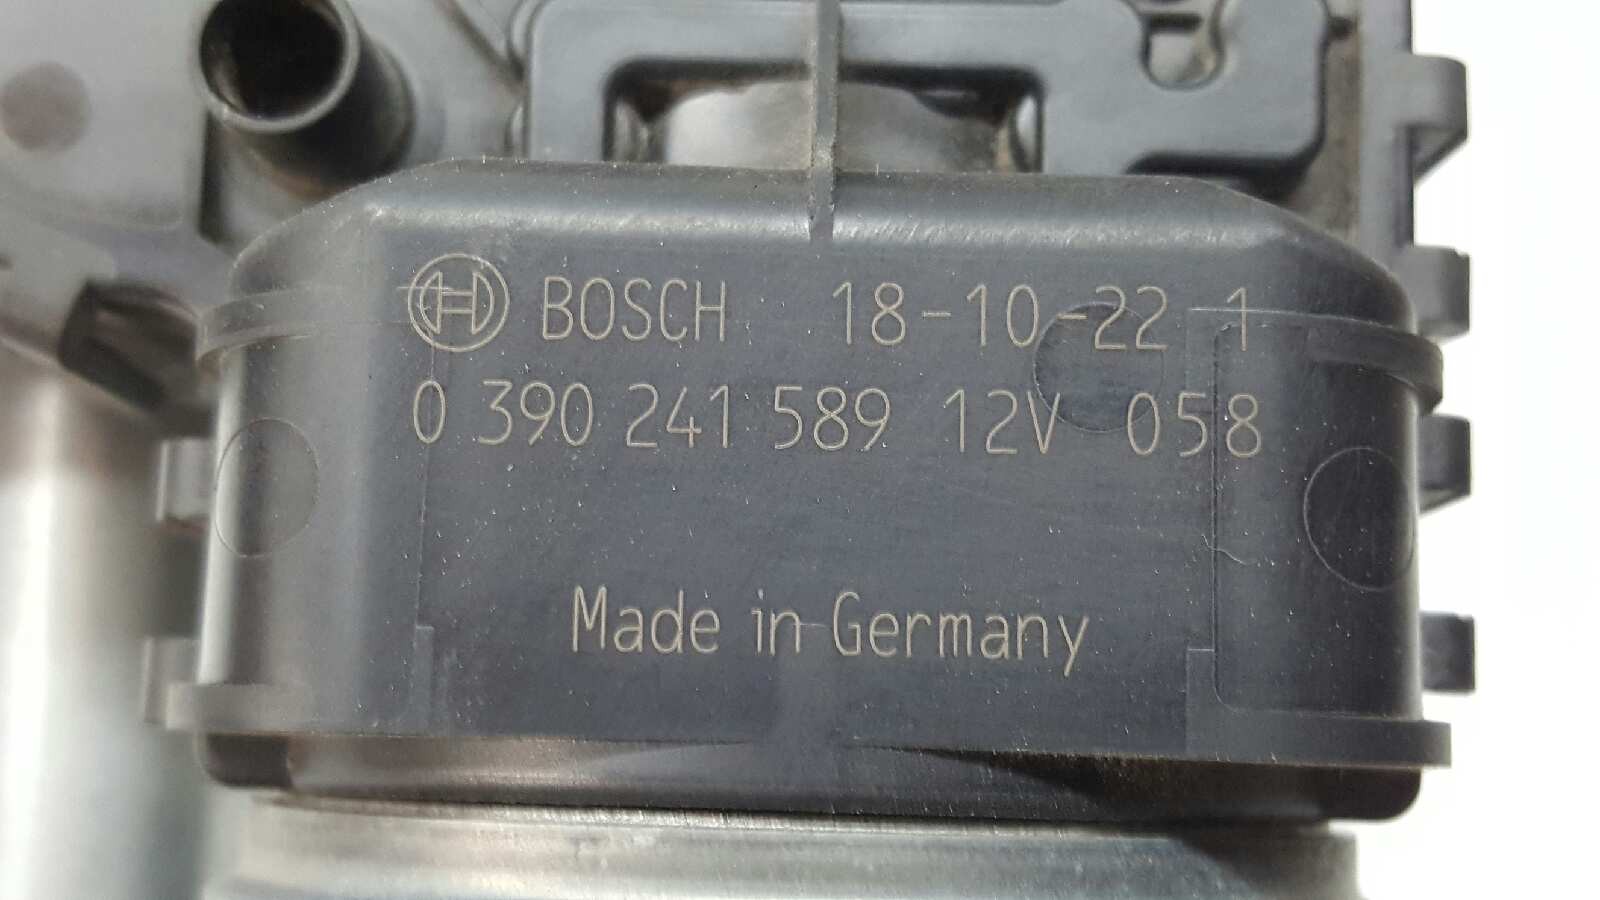 BOSCH 18-10-22 1
0 390 241 589 12V 058
Made in Germany